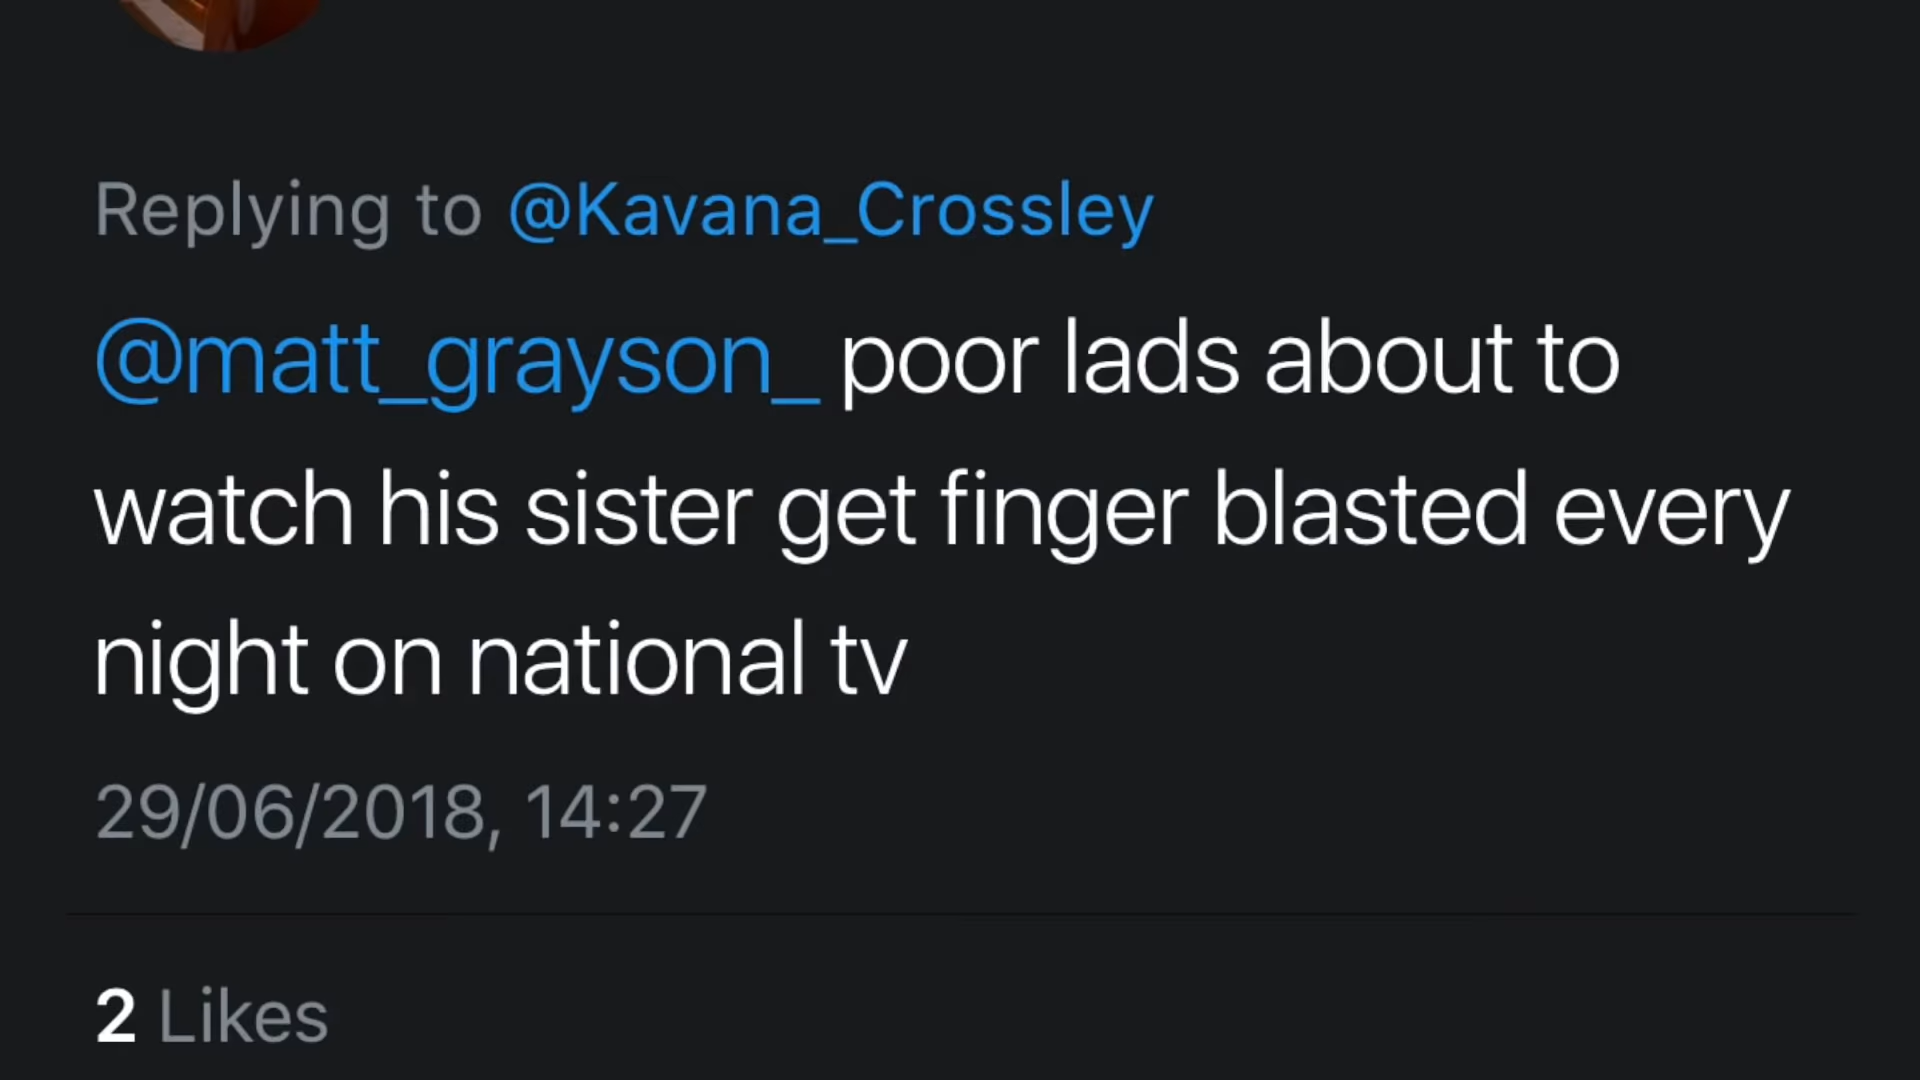 Replying to @Kavana_Crossley
@matt_grayson_ poor lads about to
watch his sister get finger blasted every
night on national tv
29/06/2018, 14:27
2 Likes